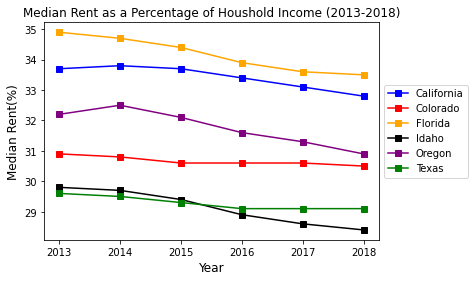 Median Rent as a Percentage of Houshold Income (2013-2018)
35
34
33
32
31
30
29
Median Rent(%)
2013 2014 2015 2016 2017 2018
Year
California
Colorado
Florida
Idaho
Oregon
Texas